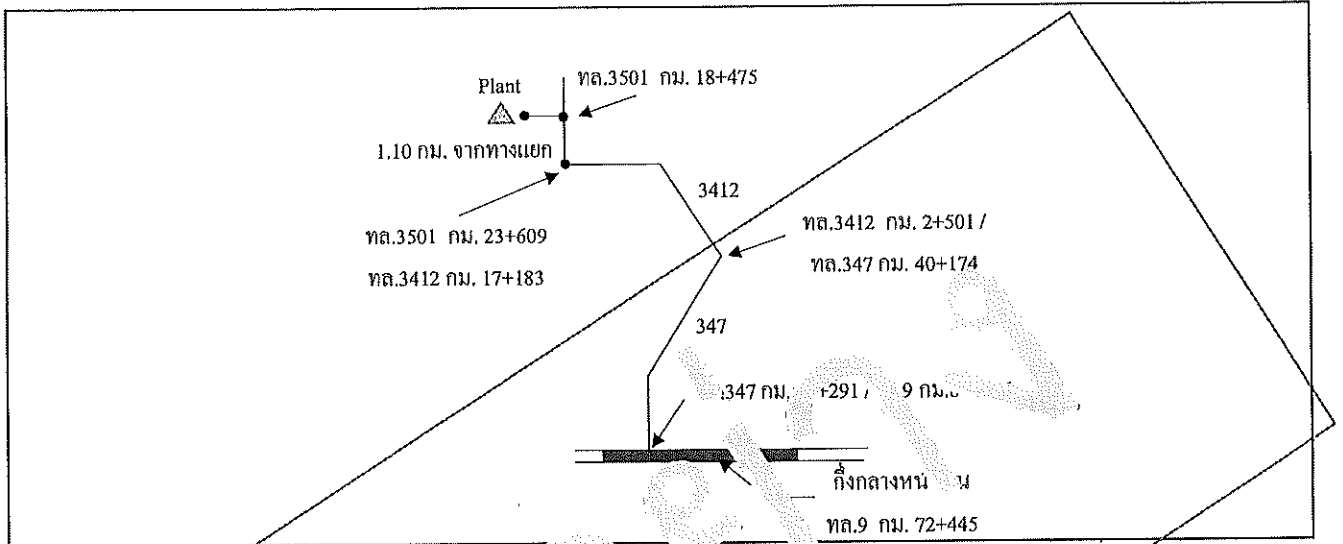 Plant
ทล.3501 กม. 18+475
1.10 กม. จากทางแยก
3412
ทล.3501 กม. 23+609
ทล.3412 กม. 17+183
ทล.3412 กม. 2+501 /
ทล.347 กม. 40+174
347
.347 กม. +291 / 9 กม.
กึ่งกลาง
ทล.9 กม. 72+445